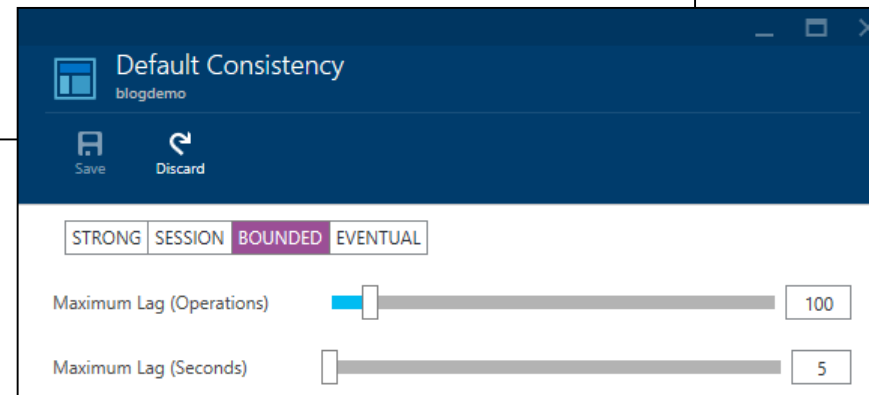 Default Consistency
blogdemo
Save Discard
STRONG SESSION BOUNDED EVENTUAL
Maximum Lag (Operations) 100
Maximum Lag (Seconds) 5